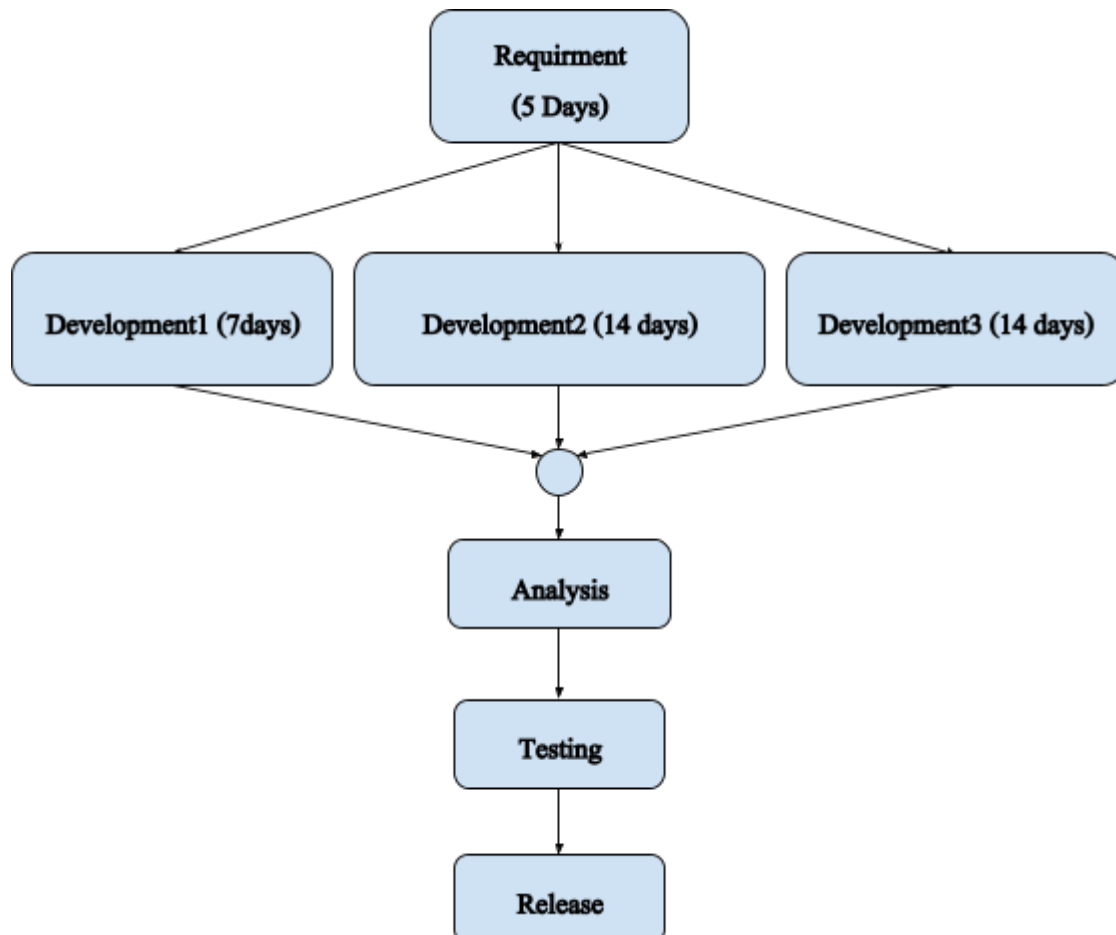 Requirment
(5 Days)
Development1 (7days)
Development2 (14 days)
Development3 (14 days)
Analysis
Testing
Release